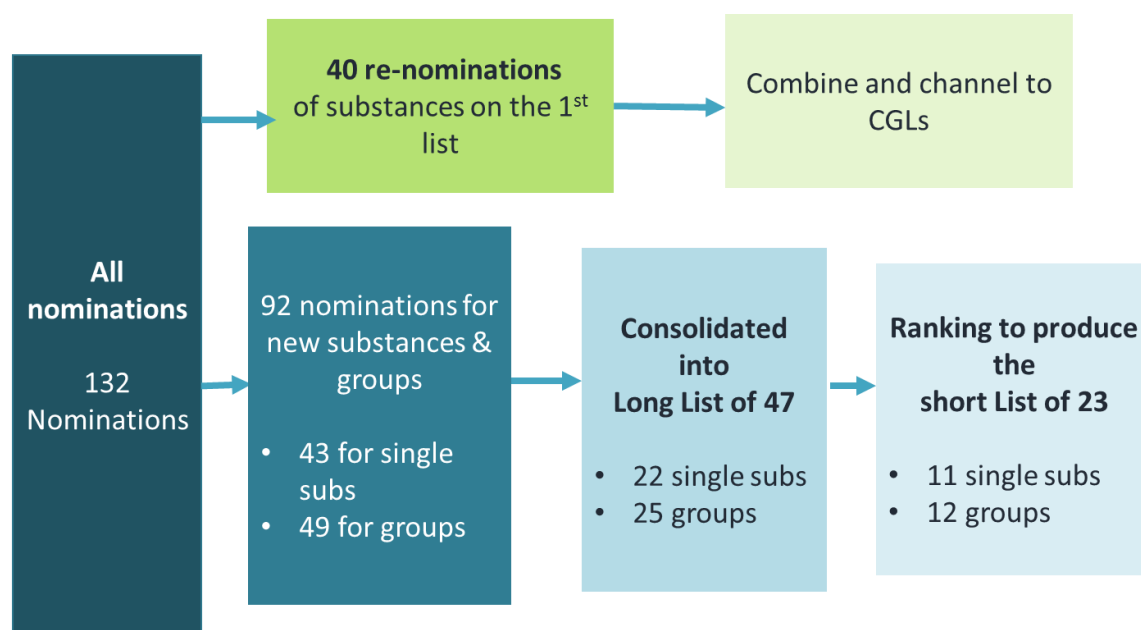 All
nominations
132
Nominations
40 re-nominations
of substances on the 1st
list
Combine and channel to
CGLs
92 nominations for
new substances &
groups
• 43 for single
subs
• 49 for groups
Consolidated
into
Long List of 47
• 22 single subs
• 25 groups
Ranking to produce
the
short List of 23
• 11 single subs
• 12 groups